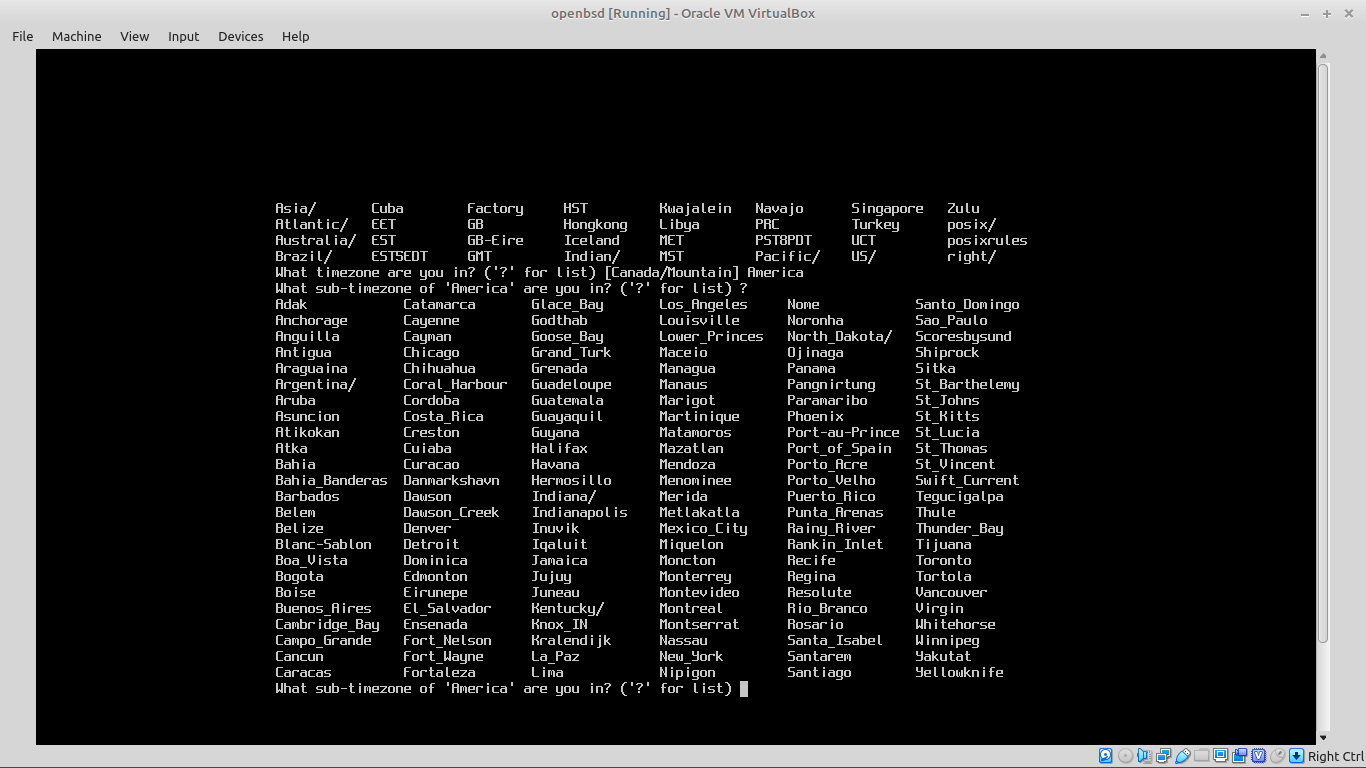 openbsd [Running] - Oracle VM VirtualBox
File Machine View Input Devices Help
Asia/ Cuba Factory HST Kwajalein Navajo Singapore Zulu
Atlantic/ EET GB Hongkong Libya PRC Turkey posix/
Australia/ EST GB-Eire Iceland MET PST8PDT UCT posixrules
Brazil/ EST5EDT GMT Indian/ MST Pacific/ US/ right/
What timezone are you in? ('?' for list) [Canada/Mountain] America
What sub-timezone of 'America' are you in? ('?' for list) ?
Adak Catamarca Glace_Bay Los_Angeles Nome Santo_Domingo
Anchorage Cayenne Godthab Louisville Noronha Sao_Paulo
Anguilla Cayman Goose_Bay Lower_Princes North_Dakota/ Scoresbysund
Antigua Chicago Grand_Turk Maceio Ojinaga Shiprock
Araguaina Chihuahua Grenada Managua Panama Sitka
Argentina/ Coral_Harbour Guadeloupe Manaus Pangnirtung St_Barthelemy
Aruba Cordoba Guatemala Marigot Paramaribo St_Johns
Asuncion Costa_Rica Guayaquil Martinique Phoenix St_Kitts
Atikokan Creston Guyana Matamoros Port-au-Prince St_Lucia
Atka Cuiaba Halifax Mazatlan Port_of_Spain St_Thomas
Bahia Curacao Havana Mendoza Porto_Acre St_Vincent
Bahia_Banderas Danmarkshavn Hermosillo Menominee Porto_Velho Swift_Current
Barbados Dawson Indiana/ Merida Puerto_Rico Tegucigalpa
Belem Dawson_Creek Indianapolis Metlakatla Punta_Arenas Thule
Belize Denver Inuvik Mexico_City Rainy_River Thunder_Bay
Blanc-Sablon Detroit Iqaluit Miquelon Rankin_Inlet Tijuana
Boa_Vista Dominica Jamaica Moncton Recife Toronto
Bogota Edmonton Jujuy Monterrey Regina Tortola
Boise Eirunepe Juneau Montevideo Resolute Vancouver
Buenos_Aires El_Salvador Kentucky/ Montreal Rio_Branco Virgin
Cambridge_Bay Ensenada Knox_IN Montserrat Rosario Whitehorse
Campo_Grande Fort_Nelson Kralendijk Nassau Santa_Isabel Winnipeg
Cancun Fort_Wayne La_Paz New_York Santarem Yakutat
Caracas Fortaleza Lima Nipigon Santiago Yellowknife
What sub-timezone of 'America' are you in? ('?' for list)
Right Ctrl